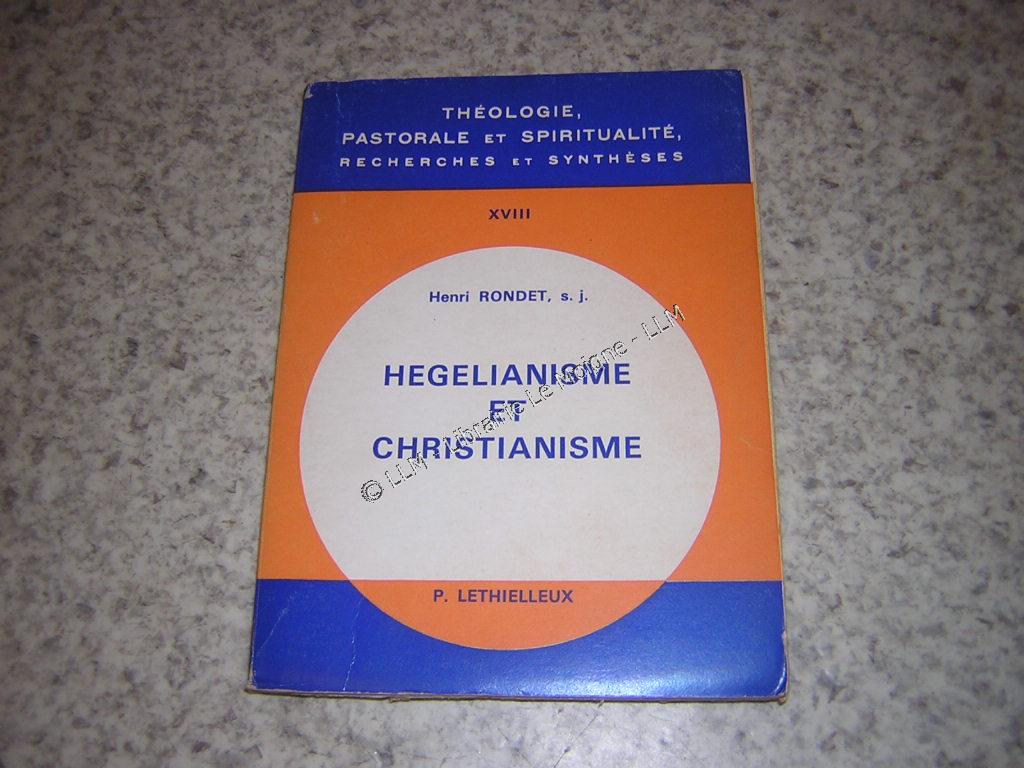 THÉOLOGIE,
PASTORALE ET SPIRITUALITÉ,
RECHERCHES ET SYNTHÈSES
XVIII
Henri RONDET, s. j.
HEGELIANISME
ET
CHRISTIANISME
© LLM - Librairie Le Moigne - LLM
P. LETHIELLEUX